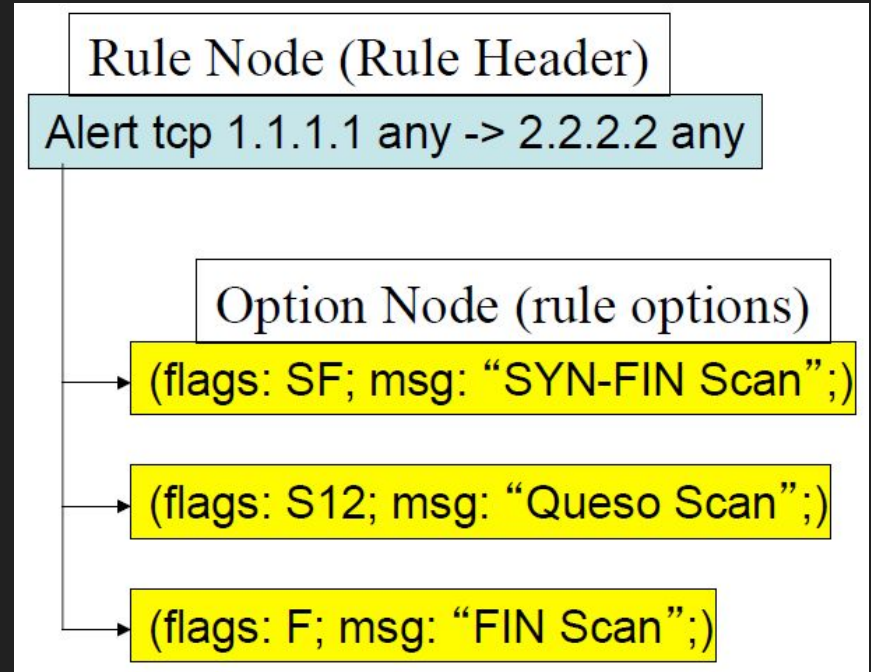 Rule Node (Rule Header)
Alert tcp 1.1.1.1 any -> 2.2.2.2 any
Option Node (rule options)
(flags: SF; msg: “SYN-FIN Scan”;)
(flags: S12; msg: “Queso Scan”;)
(flags: F; msg: “FIN Scan”;)